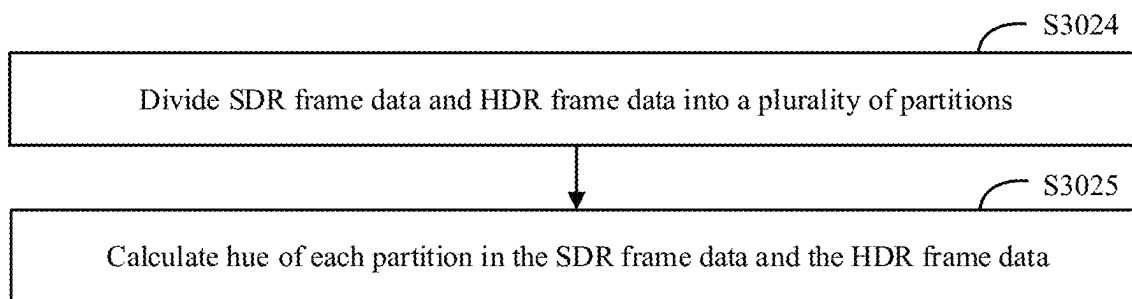 S3024
Divide SDR frame data and HDR frame data into a plurality of partitions
S3025
Calculate hue of each partition in the SDR frame data and the HDR frame data